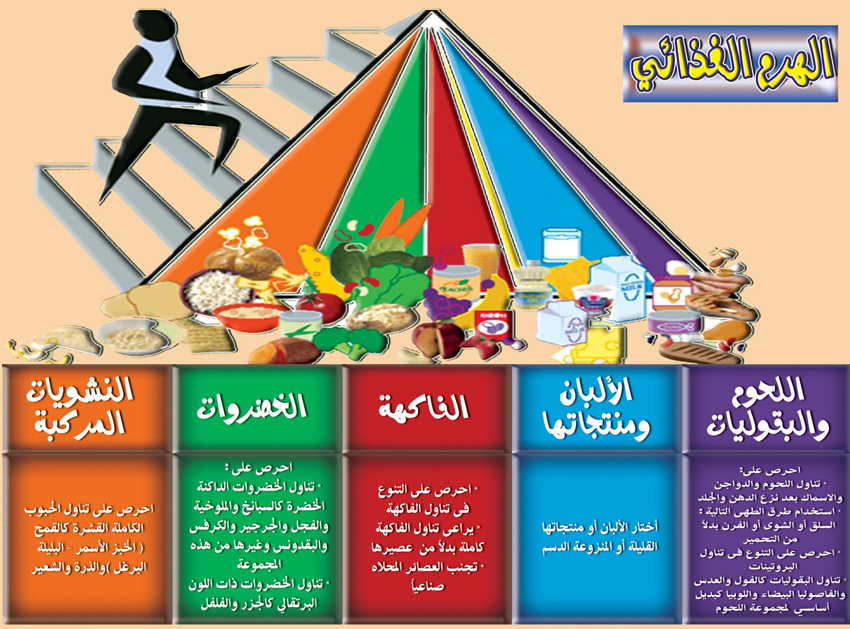 الهرم الغذائي
MILK
اللحوم
والبقوليات
الألبان
ومنتجاتها
الفاكهة
الخضروات
النشويات
المركبة
احرص على:
• تناول اللحوم والدواجن
والاسماك بعد نزع الدهن والجلد
• استخدام طرق الطهى التالية :
السلق أو الشوى أو الفرن بدلاً
من التحمير
• احرص على التنوع فى تناول
البروتينات .
تناول البقوليات كالفول والعدس
والفاصوليا البيضاء واللوبيا كبديل
أساسي لمجموعة اللحوم
أختار الألبان أو منتجاتها
القليلة أو المنزوعة الدسم
• احرص على التنوع
فى تناول الفاكهة
• يراعى تناول الفاكهة
كاملة بدلاً من عصيرها
• تجنب العصائر المحلاه
صناعياً
احرص على :
• تناول الخضروات الداكنة
الخضرة كالسبانخ والملوخية
والفجل والجرجير والكرفس
والبقدونس وغيرها من هذه
المجموعة
• تناول الخضروات ذات اللون
البرتقالي كالجزر والفلفل
احرص على تناول الحبوب
الكاملة القشرة كالقمح
( الخبز الأسمر - البليلة
البرغل )والذرة والشعير